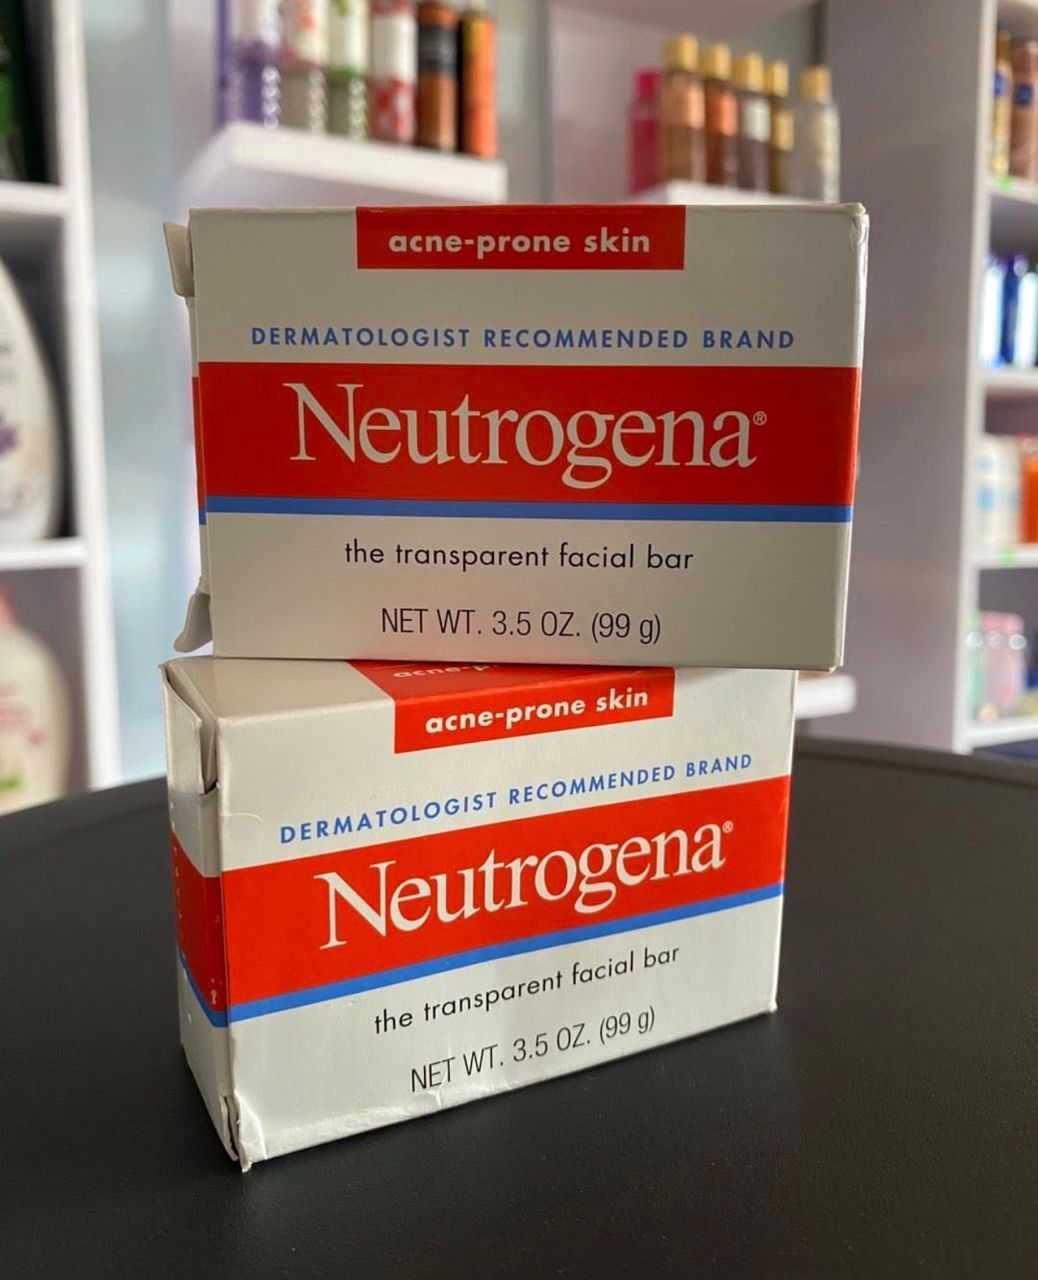 acne-prone skin
DERMATOLOGIST RECOMMENDED BRAND
Neutrogena®
the transparent facial bar
NET WT. 3.5 OZ. (99 g)
acne-p
acne-prone skin
DERMATOLOGIST RECOMMENDED BRAND
Neutrogena®
the transparent facial bar
NET WT. 3.5 OZ. (99 g)